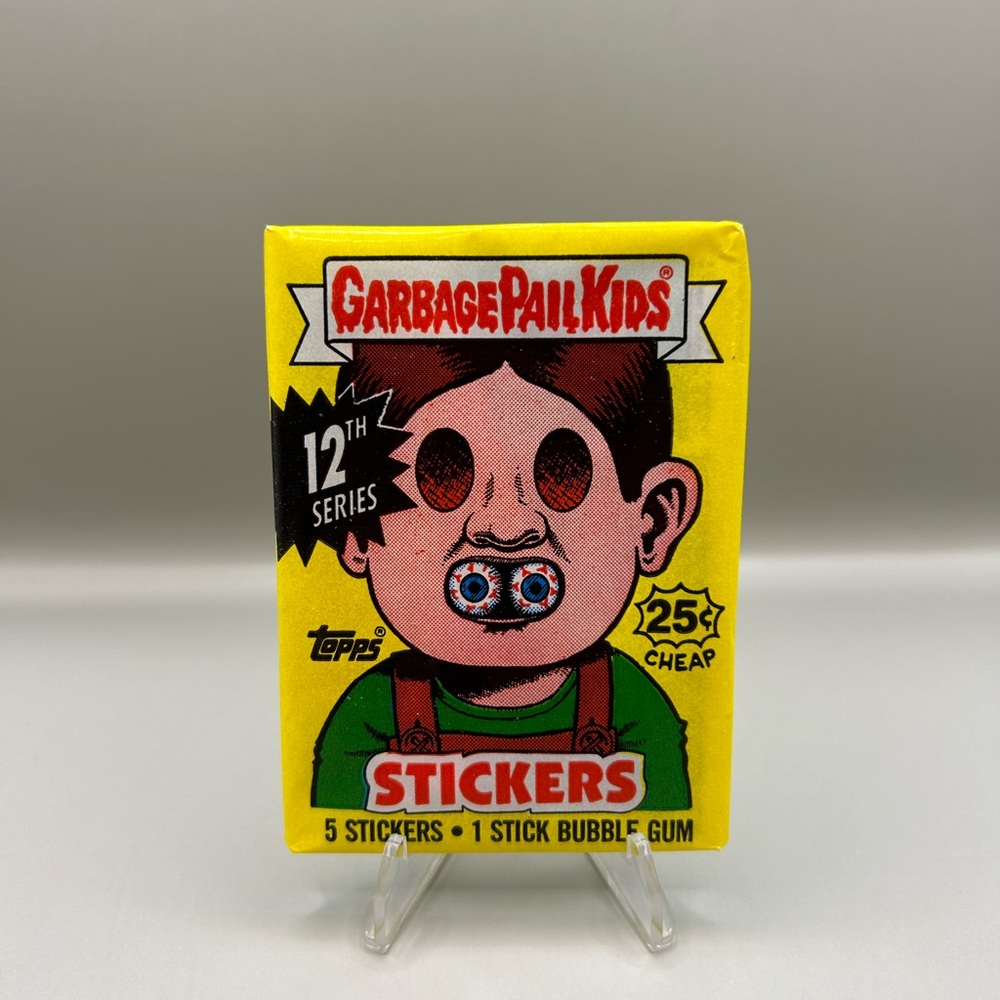 GARBAGE PAIL KIDS®
12TH
SERIES
topps®
25¢
CHEAP
STICKERS
5 STICKERS • 1 STICK BUBBLE GUM